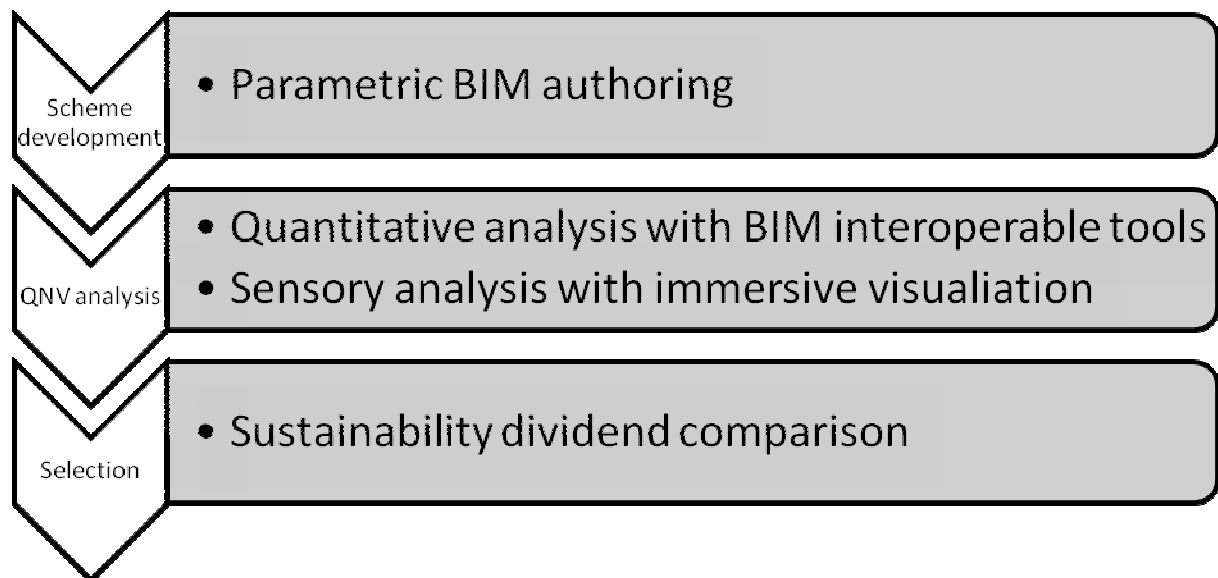 Scheme
development
• Parametric BIM authoring
QNV analysis
• Quantitative analysis with BIM interoperable tools
• Sensory analysis with immersive visualiation
Selection
• Sustainability dividend comparison